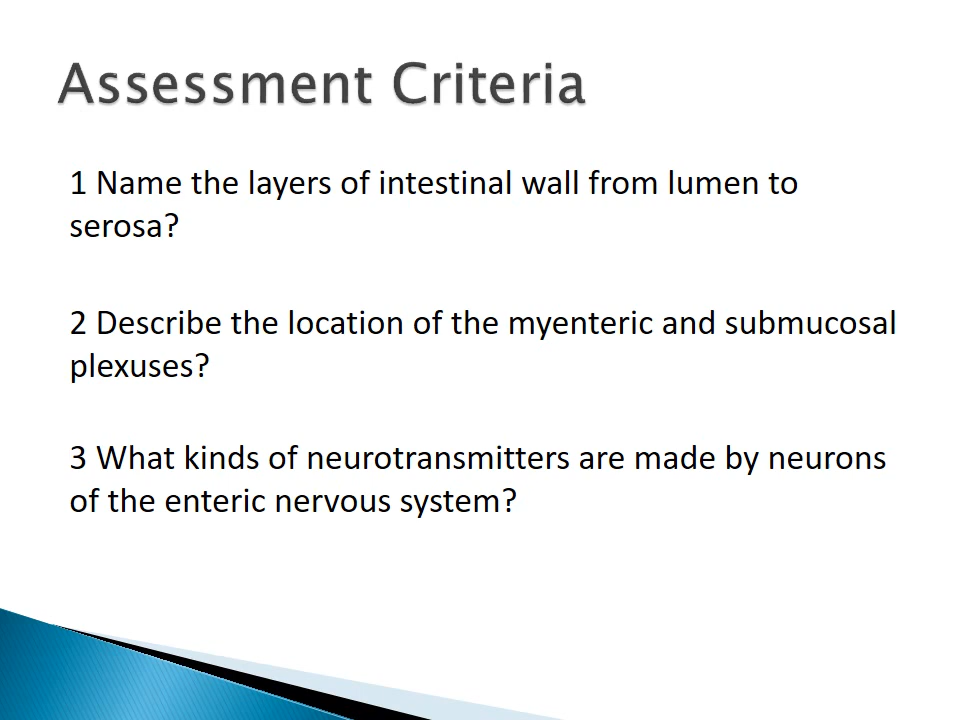 Assessment Criteria
1 Name the layers of intestinal wall from lumen to
serosa?
2 Describe the location of the myenteric and submucosal
plexuses?
3 What kinds of neurotransmitters are made by neurons
of the enteric nervous system?